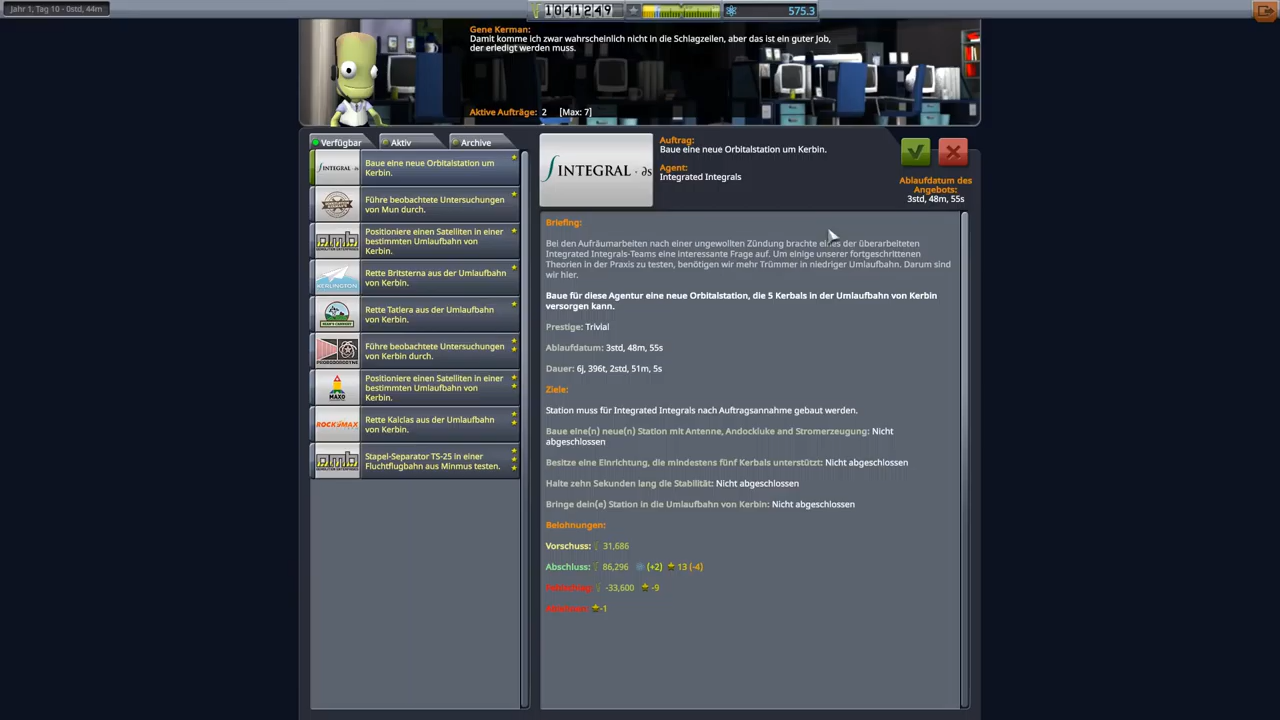 Jahr 1, Tag 10 - 0std, 44m
1041249
575.3
Gene Kerman:
Damit komme ich zwar wahrscheinlich nicht in die Schlagzeilen, aber das ist ein guter Job,
der erledigt werden muss.
Aktive Aufträge: 2 [Max: 7]
Verfügbar
Aktiv
Archive
INTEGRAL
Baue eine neue Orbitalstation um
Kerbin.
Führe beobachtete Untersuchungen
von Mun durch.
Positioniere einen Satelliten in einer
bestimmten Umlaufbahn von
Kerbin.
KERLINGTON
Rette Britsterna aus der Umlaufbahn
von Kerbin.
Rette Tatlera aus der Umlaufbahn
von Kerbin.
Führe beobachtete Untersuchungen
von Kerbin durch.
MAXO
Positioniere einen Satelliten in einer
bestimmten Umlaufbahn von
Kerbin.
ROCKOMAX
Rette Kalclas aus der Umlaufbahn
von Kerbin.
Stapel-Separator TS-25 in einer
Fluchtflugbahn aus Minmus testen.
∫INTEGRAL · ∂s
Auftrag:
Baue eine neue Orbitalstation um Kerbin.
Agent:
Integrated Integrals
Ablaufdatum des
Angebots:
3std, 48m, 55s
Briefing:
Bei den Aufräumarbeiten nach einer ungewollten Zündung brachte eines der überarbeiteten
Integrated Integrals-Teams eine interessante Frage auf. Um einige unserer fortgeschrittenen
Theorien in der Praxis zu testen, benötigen wir mehr Trümmer in niedriger Umlaufbahn. Darum sind
wir hier.
Baue für diese Agentur eine neue Orbitalstation, die 5 Kerbals in der Umlaufbahn von Kerbin
versorgen kann.
Prestige: Trivial
Ablaufdatum: 3std, 48m, 55s
Dauer: 6j, 396t, 2std, 51m, 5s
Ziele:
Station muss für Integrated Integrals nach Auftragsannahme gebaut werden.
Baue eine(n) neue(n) Station mit Antenne, Andockluke und Stromerzeugung: Nicht
abgeschlossen
Besitze eine Einrichtung, die mindestens fünf Kerbals unterstützt: Nicht abgeschlossen
Halte zehn Sekunden lang die Stabilität: Nicht abgeschlossen
Bringe dein(e) Station in die Umlaufbahn von Kerbin: Nicht abgeschlossen
Belohnungen:
Vorschuss: 31,686
Abschluss: 86,296 (+2) 13 (-4)
-33,600 -9
-1